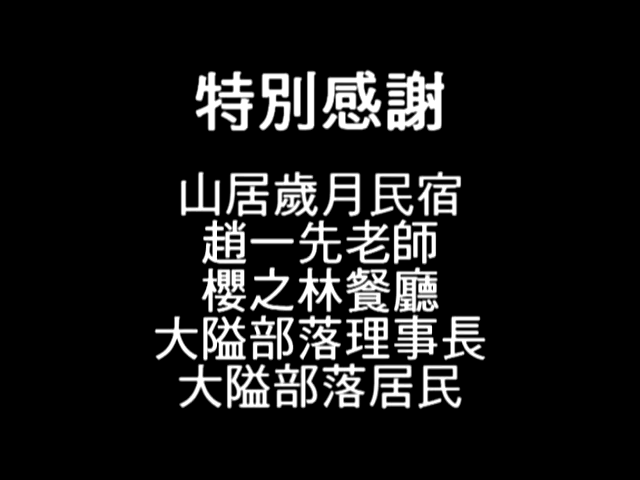 特別感謝
山居歲月民宿
趙一先老師
櫻之林餐廳
大隘部落理事長
大隘部落居民